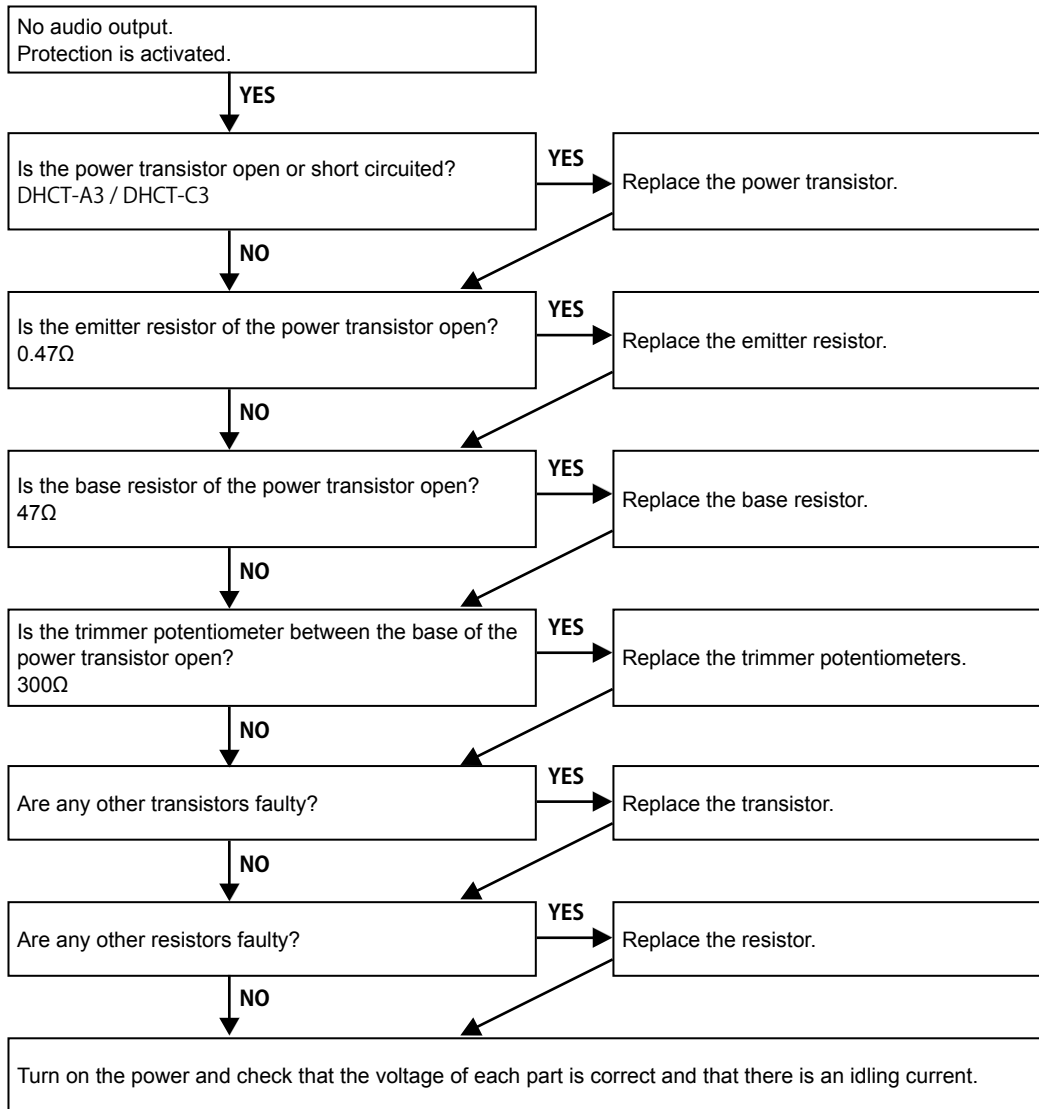 No audio output.
Protection is activated.
YES
Is the power transistor open or short circuited?
DHCT-A3 / DHCT-C3
YES
Replace the power transistor.
NO
Is the emitter resistor of the power transistor open?
0.47Ω
YES
Replace the emitter resistor.
NO
Is the base resistor of the power transistor open?
47Ω
YES
Replace the base resistor.
NO
Is the trimmer potentiometer between the base of the
power transistor open?
300Ω
YES
Replace the trimmer potentiometers.
NO
Are any other transistors faulty?
YES
Replace the transistor.
NO
Are any other resistors faulty?
YES
Replace the resistor.
NO
Turn on the power and check that the voltage of each part is correct and that there is an idling current.